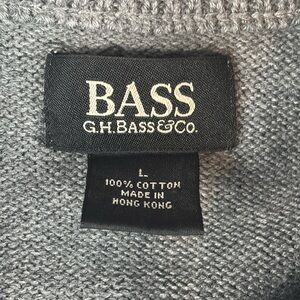 BASS
G.H.BASS&CO.
L
100% COTTON
MADE IN
HONG KONG